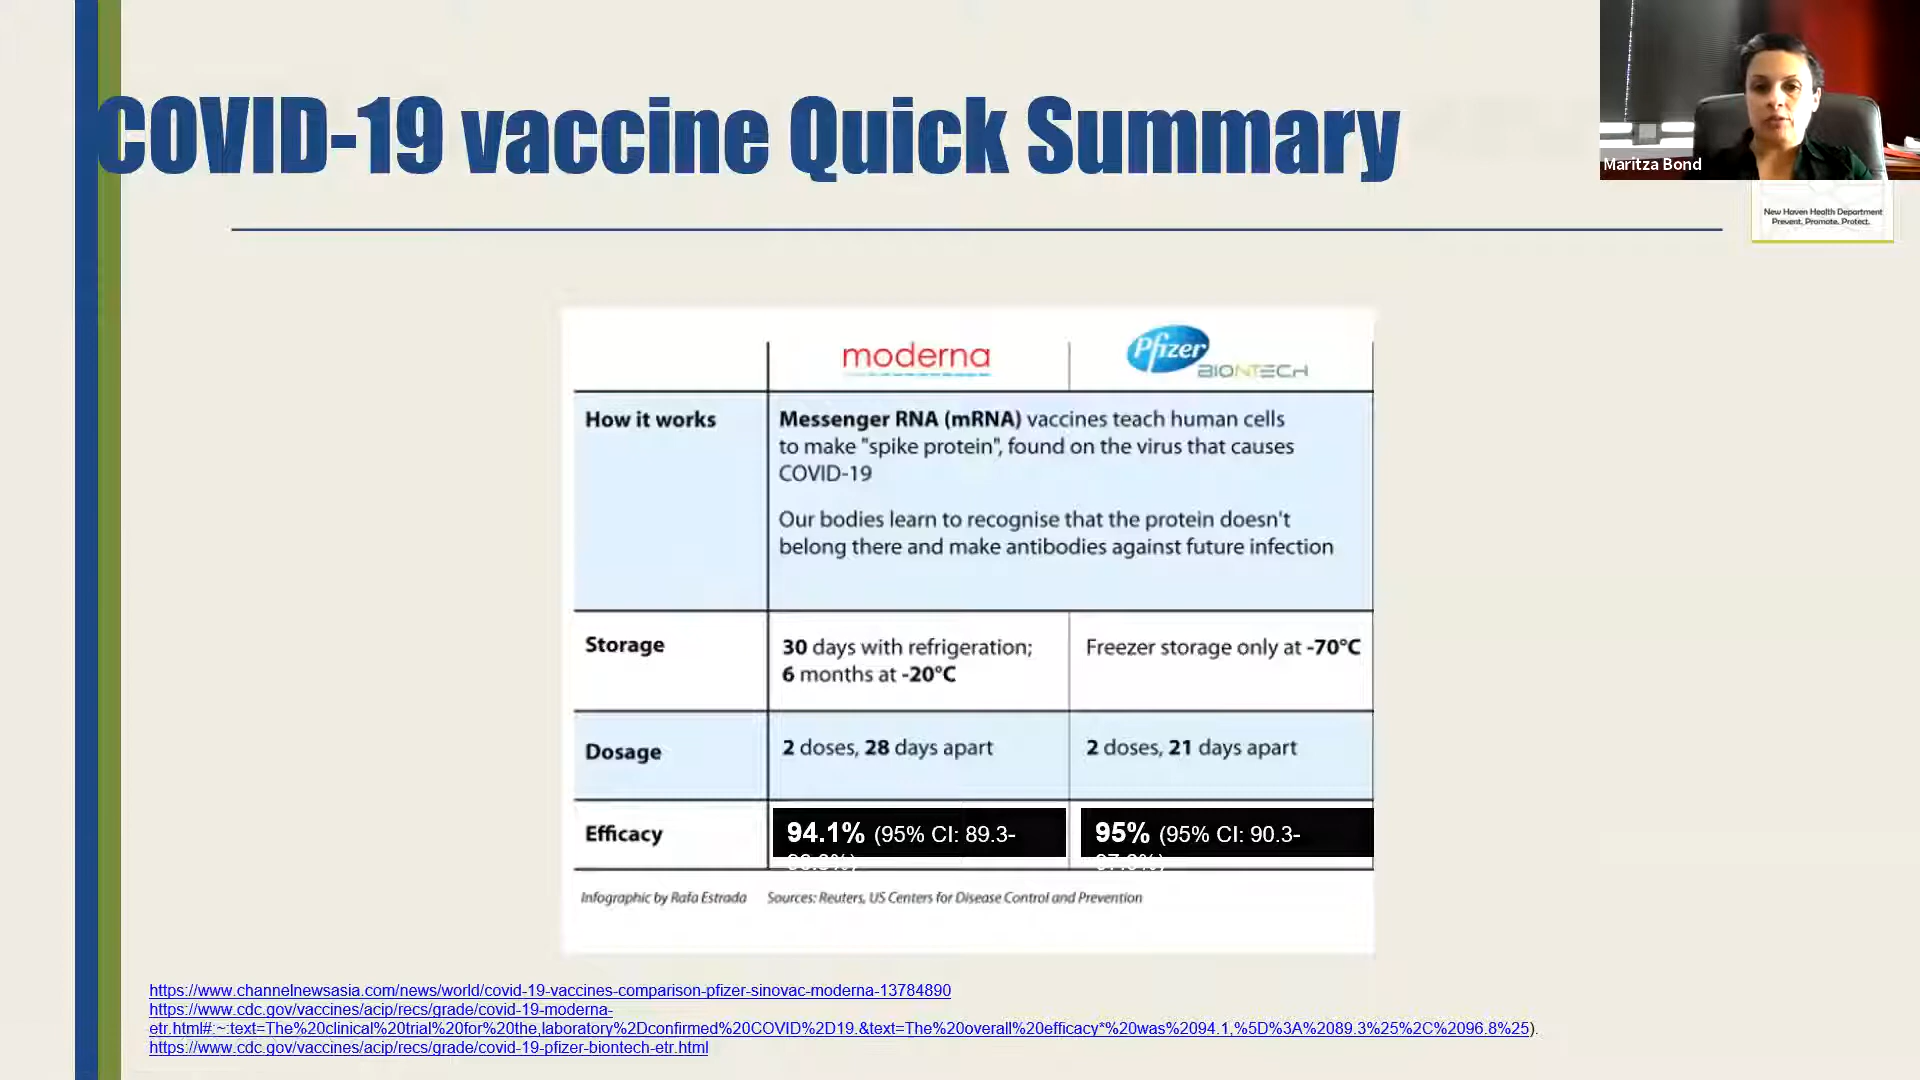 COVID-19 vaccine Quick Summary
Maritza Bond
New Haven Health Department
Prevent. Promote. Protect.
moderna
Pfizer
BIONTECH
How it works
Messenger RNA (mRNA) vaccines teach human cells
to make "spike protein", found on the virus that causes
COVID-19
Our bodies learn to recognise that the protein doesn't
belong there and make antibodies against future infection
Storage
30 days with refrigeration;
6 months at -20°C
Freezer storage only at -70°C
Dosage
2 doses, 28 days apart
2 doses, 21 days apart
Efficacy
94.1% (95% CI: 89.3-
95% (95% CI: 90.3-
Infographic by Rafa Estrada Sources: Reuters, US Centers for Disease Control and Prevention
https://www.channelnewsasia.com/news/world/covid-19-vaccines-comparison-pfizer-sinovac-moderna-13784890
https://www.cdc.gov/vaccines/acip/recs/grade/covid-19-moderna-
etr.html#:~:text=The%20clinical%20trial%20for%20the,laboratory%2Dconfirmed%20COVID%2D19.&text=The%20overall%20efficacy*%20was%2094.1,%5D%3A%2089.3%25%2C%2096.8%25).
https://www.cdc.gov/vaccines/acip/recs/grade/covid-19-pfizer-biontech-etr.html